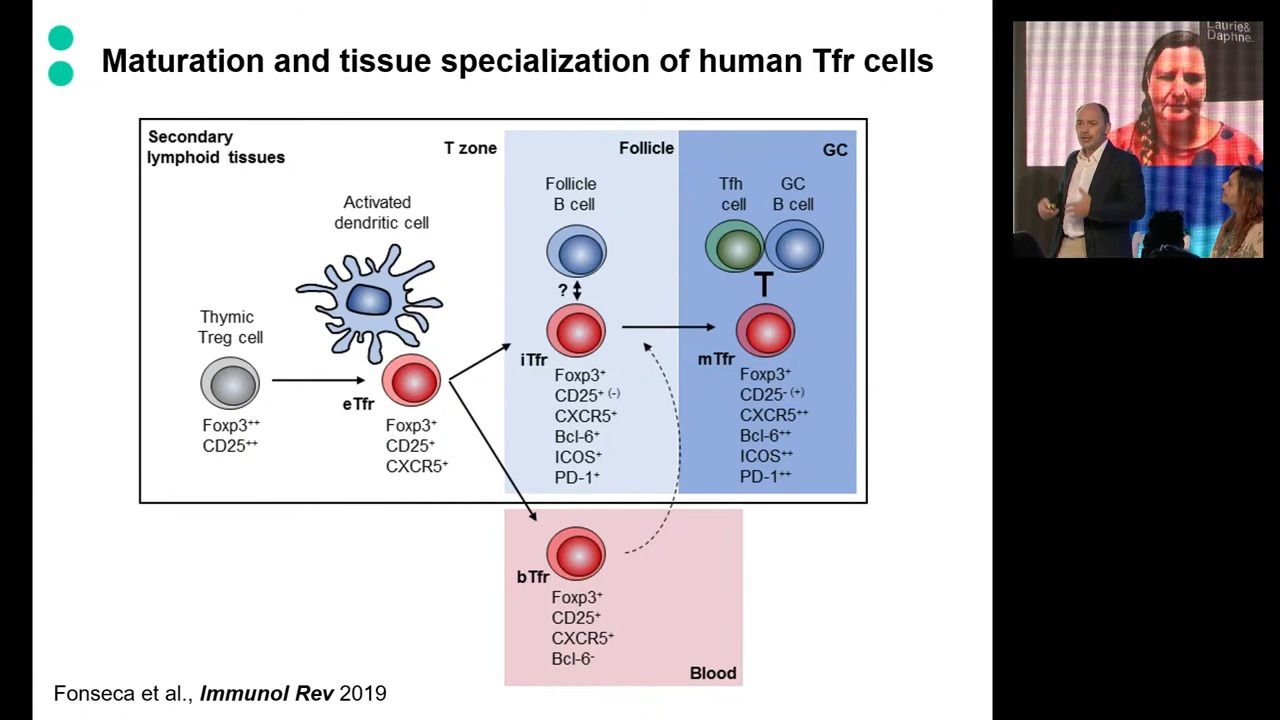 Maturation and tissue specialization of human Tfr cells
Secondary
lymphoid tissues
T zone
Follicle
GC
Activated
dendritic cell
Follicle
B cell
Tfh
cell
GC
B cell
?
Thymic
Treg cell
Foxp3⁺⁺
CD25⁺⁺
eTfr
Foxp3⁺
CD25⁺
CXCR5⁺
iTfr
Foxp3⁺
CD25⁺ ⁽⁻⁾
CXCR5⁺
Bcl-6⁺
ICOS⁺
PD-1⁺
mTfr
Foxp3⁺
CD25⁻ ⁽⁺⁾
CXCR5⁺⁺
Bcl-6⁺⁺
ICOS⁺⁺
PD-1⁺⁺
bTfr
Foxp3⁺
CD25⁺
CXCR5⁺
Bcl-6⁻
Blood
Fonseca et al., Immunol Rev 2019
Laurie&
Daphne.